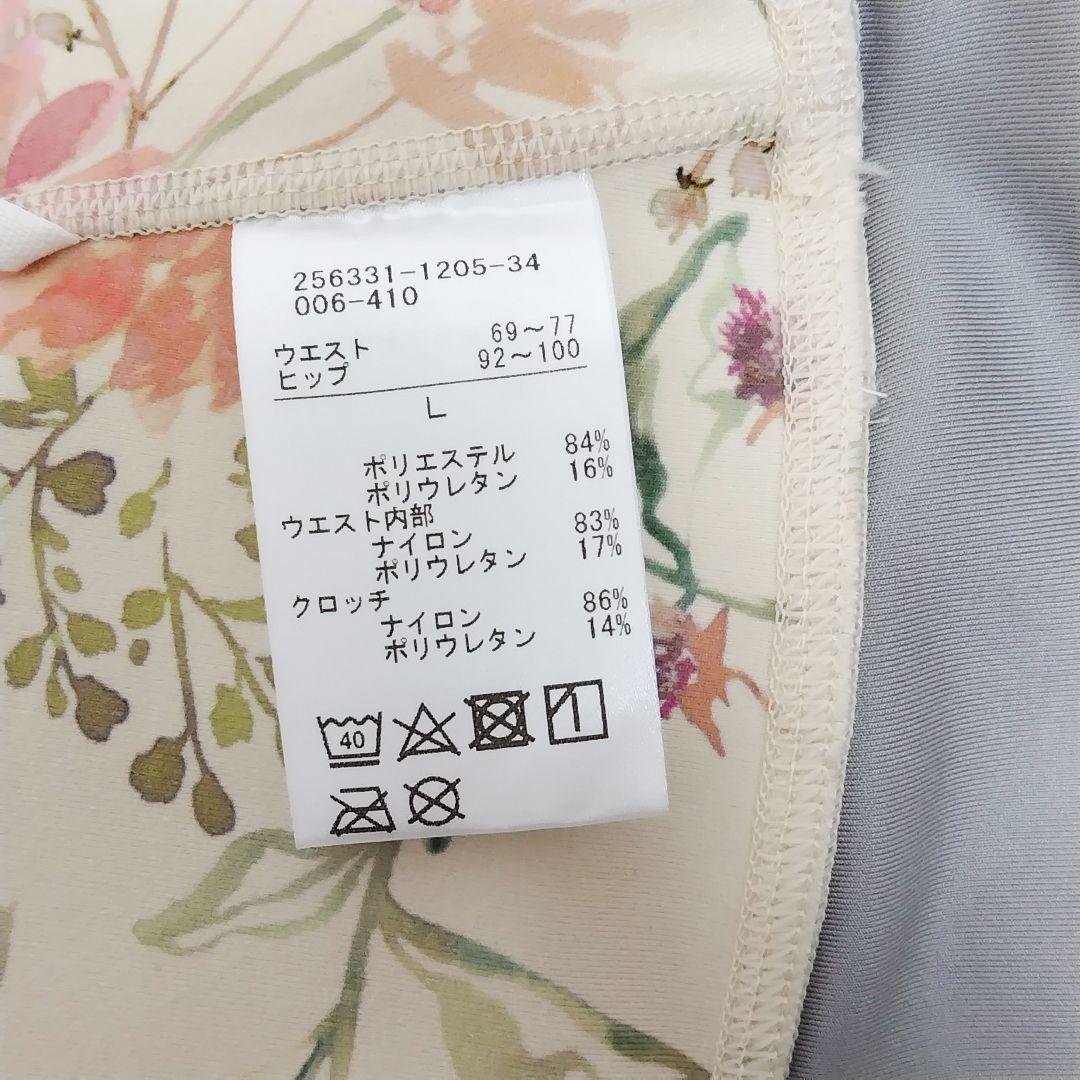 256331-1205-34
006-410
ウエスト 69～77
ヒップ 92～100
L
ポリエステル 84%
ポリウレタン 16%
ウエスト内部
ナイロン 83%
ポリウレタン 17%
クロッチ
ナイロン 86%
ポリウレタン 14%
40